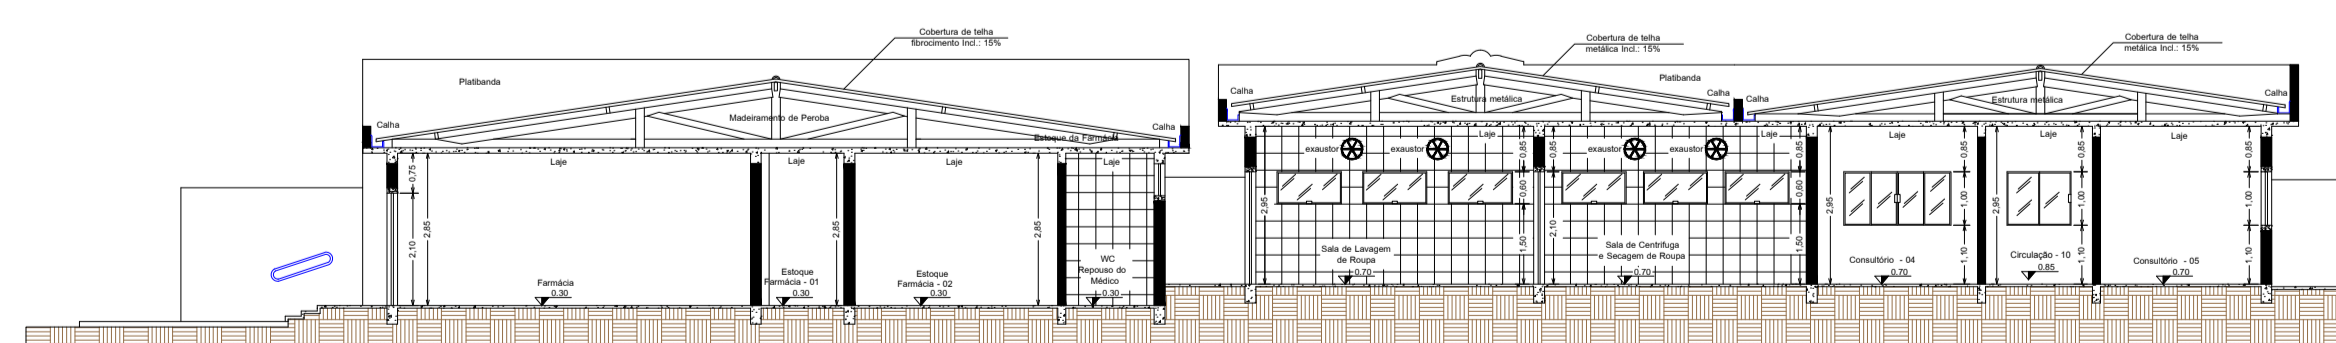 Cobertura de telha
fibrocimento Incl.: 15%
Platibanda
Calha
Madeiramento de Peroba
Estoque da Farmácia
Calha
Laje
Laje
Laje
Laje
0,75
2,10
2,85
2,85
2,85
Farmácia
0.30
Estoque
Farmácia - 01
0.30
Estoque
Farmácia - 02
0.30
WC
Repouso do
Médico
0.30
Cobertura de telha
metálica Incl.: 15%
Platibanda
Calha
Estrutura metálica
Calha
Calha
Cobertura de telha
metálica Incl.: 15%
Estrutura metálica
Calha
Laje
Laje
Laje
Laje
Laje
exaustor
exaustor
exaustor
exaustor
2,95
0,85
0,60
1,50
0,85
2,10
0,85
0,60
1,50
2,95
0,85
1,00
1,10
2,95
0,85
1,00
1,10
0,85
1,00
1,10
Sala de Lavagem
de Roupa
0.70
Sala de Centrifuga
e Secagem de Roupa
0.70
Consultório - 04
0.70
Circulação - 10
0.85
Consultório - 05
0.70